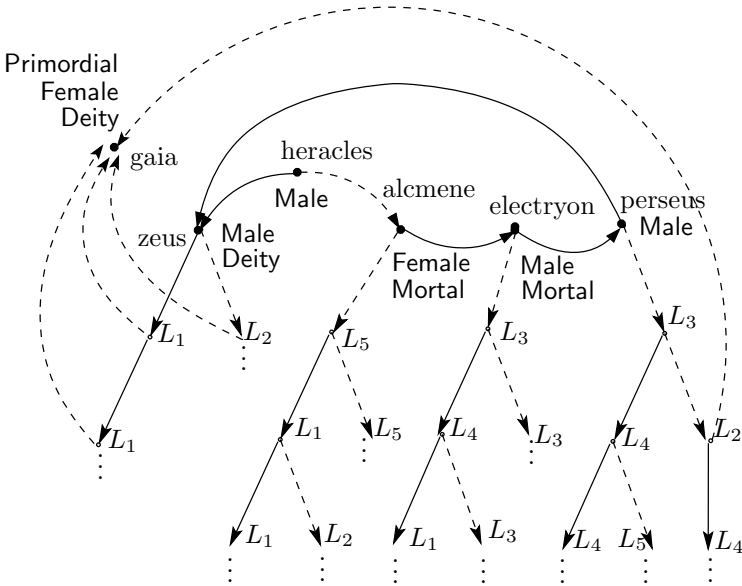 Primordial
Female
Deity
gaia
heracles
Male
alcmene
electryon
perseus
Male
zeus
Male
Deity
Female
Mortal
Male
Mortal
L₁
L₂
L₅
L₃
L₃
L₁
L₁
L₅
L₄
L₃
L₄
L₂
L₁
L₂
L₁
L₃
L₄
L₅
L₄